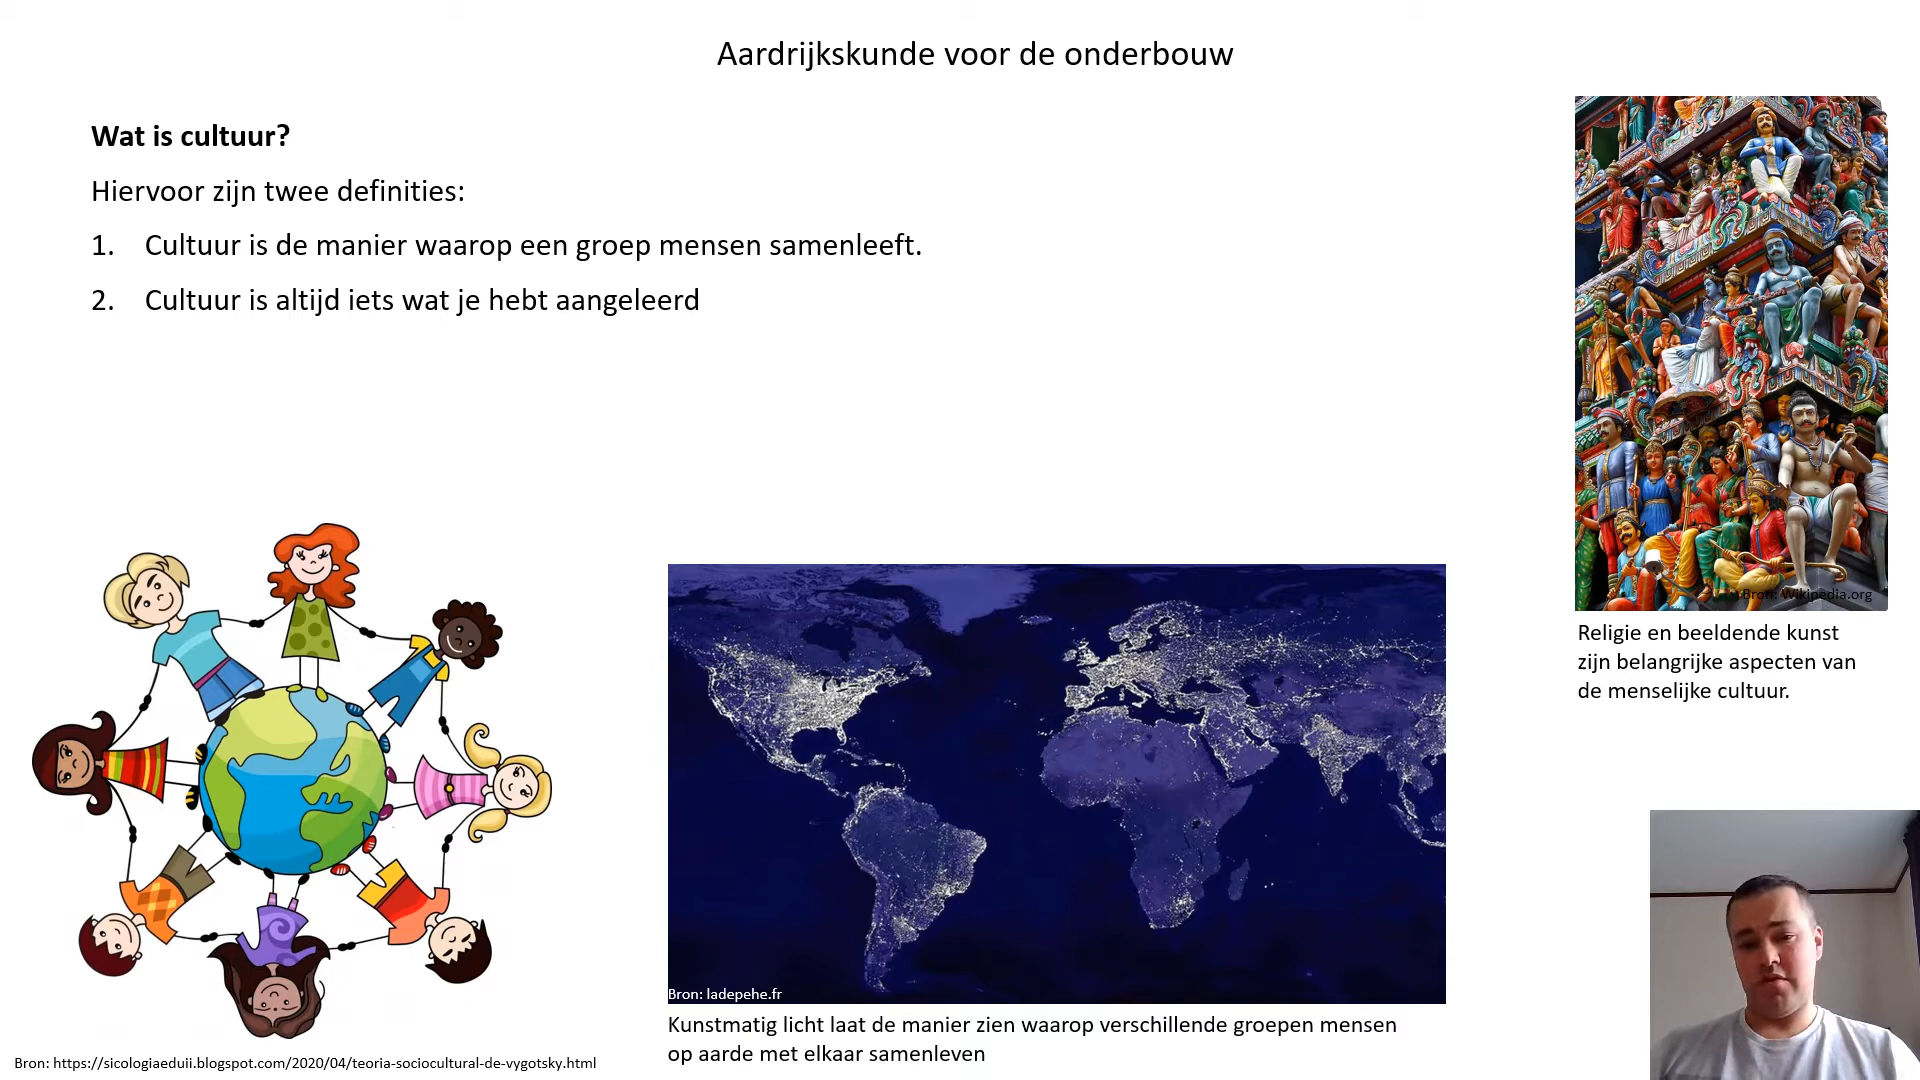 Aardrijkskunde voor de onderbouw
Wat is cultuur?
Hiervoor zijn twee definities:
1. Cultuur is de manier waarop een groep mensen samenleeft.
2. Cultuur is altijd iets wat je hebt aangeleerd
Bron: Wikipedia.org
Religie en beeldende kunst
zijn belangrijke aspecten van
de menselijke cultuur.
Bron: ladepehe.fr
Kunstmatig licht laat de manier zien waarop verschillende groepen mensen
op aarde met elkaar samenleven
Bron: https://sicologiaeduii.blogspot.com/2020/04/teoria-sociocultural-de-vygotsky.html